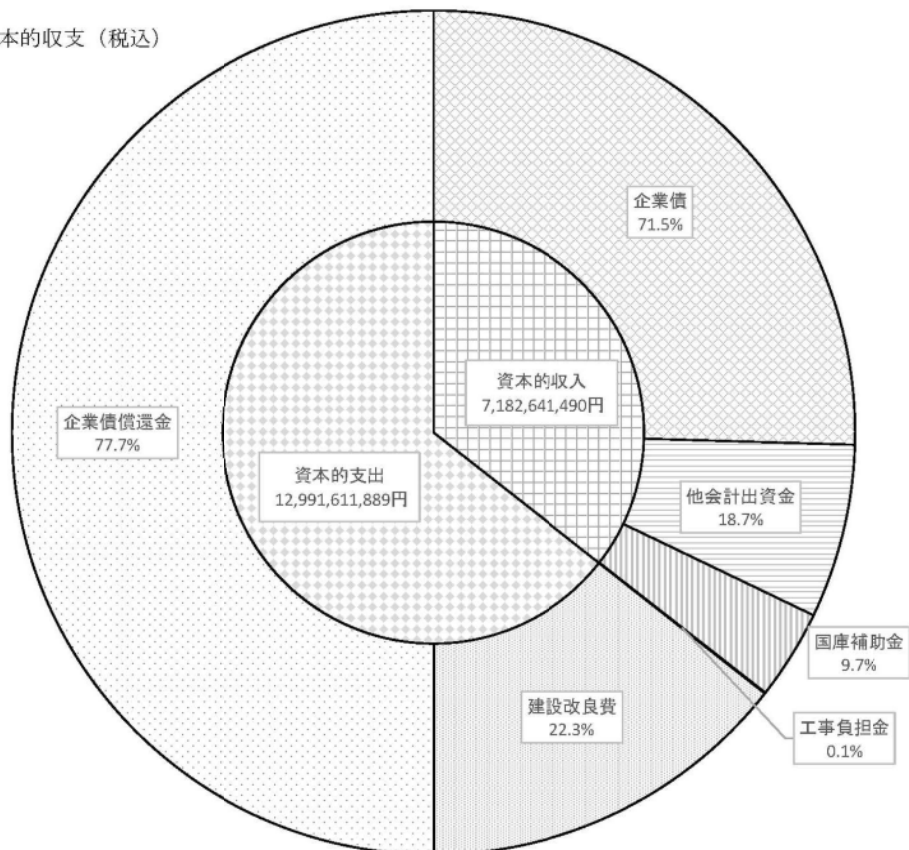 本的収支（税込）
企業債
71.5%
資本的収入
7,182,641,490円
企業債償還金
77.7%
資本的支出
12,991,611,889円
他会計出資金
18.7%
国庫補助金
9.7%
建設改良費
22.3%
工事負担金
0.1%